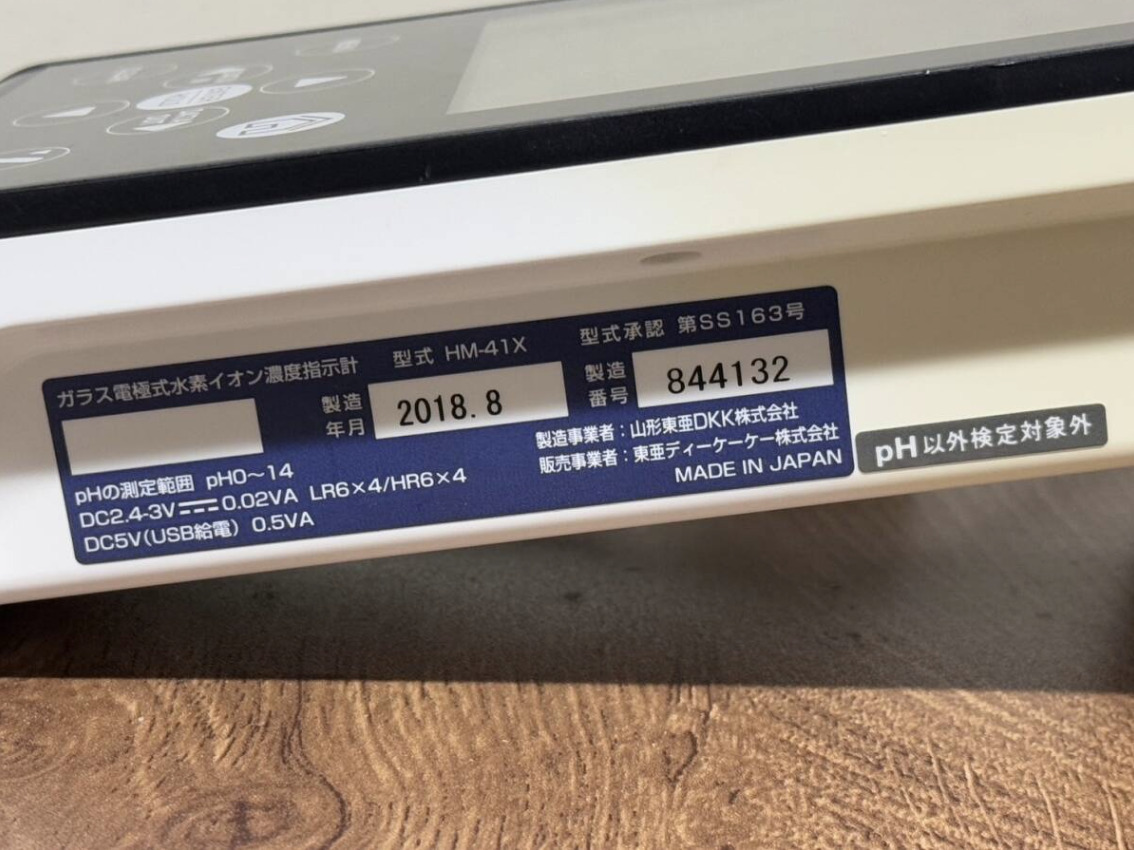 ガラス電極式水素イオン濃度指示計
型式 HM-41X
型式承認 第SS163号
製造年月
2018.8
製造番号
844132
製造事業者：山形東亜DKK株式会社
販売事業者：東亜ディーケーケー株式会社
MADE IN JAPAN
pHの測定範囲 pH0～14
DC2.4-3V⎓0.02VA LR6×4/HR6×4
DC5V(USB給電) 0.5VA
pH以外検定対象外